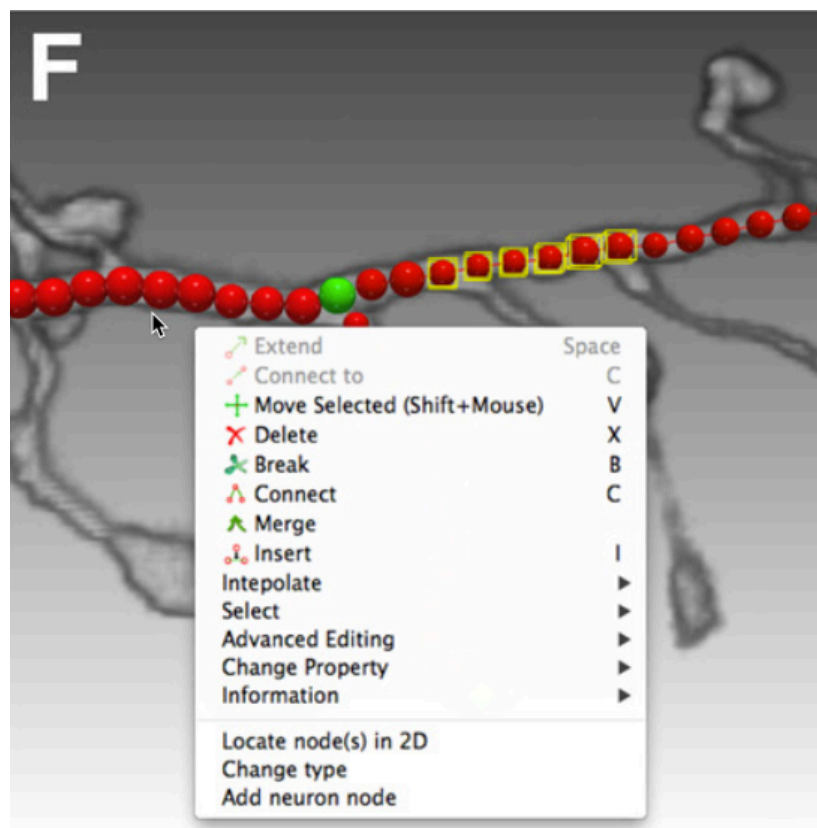 F
Extend Space
Connect to C
Move Selected (Shift+Mouse) V
Delete X
Break B
Connect C
Merge
Insert I
Intepolate
Select
Advanced Editing
Change Property
Information
Locate node(s) in 2D
Change type
Add neuron node